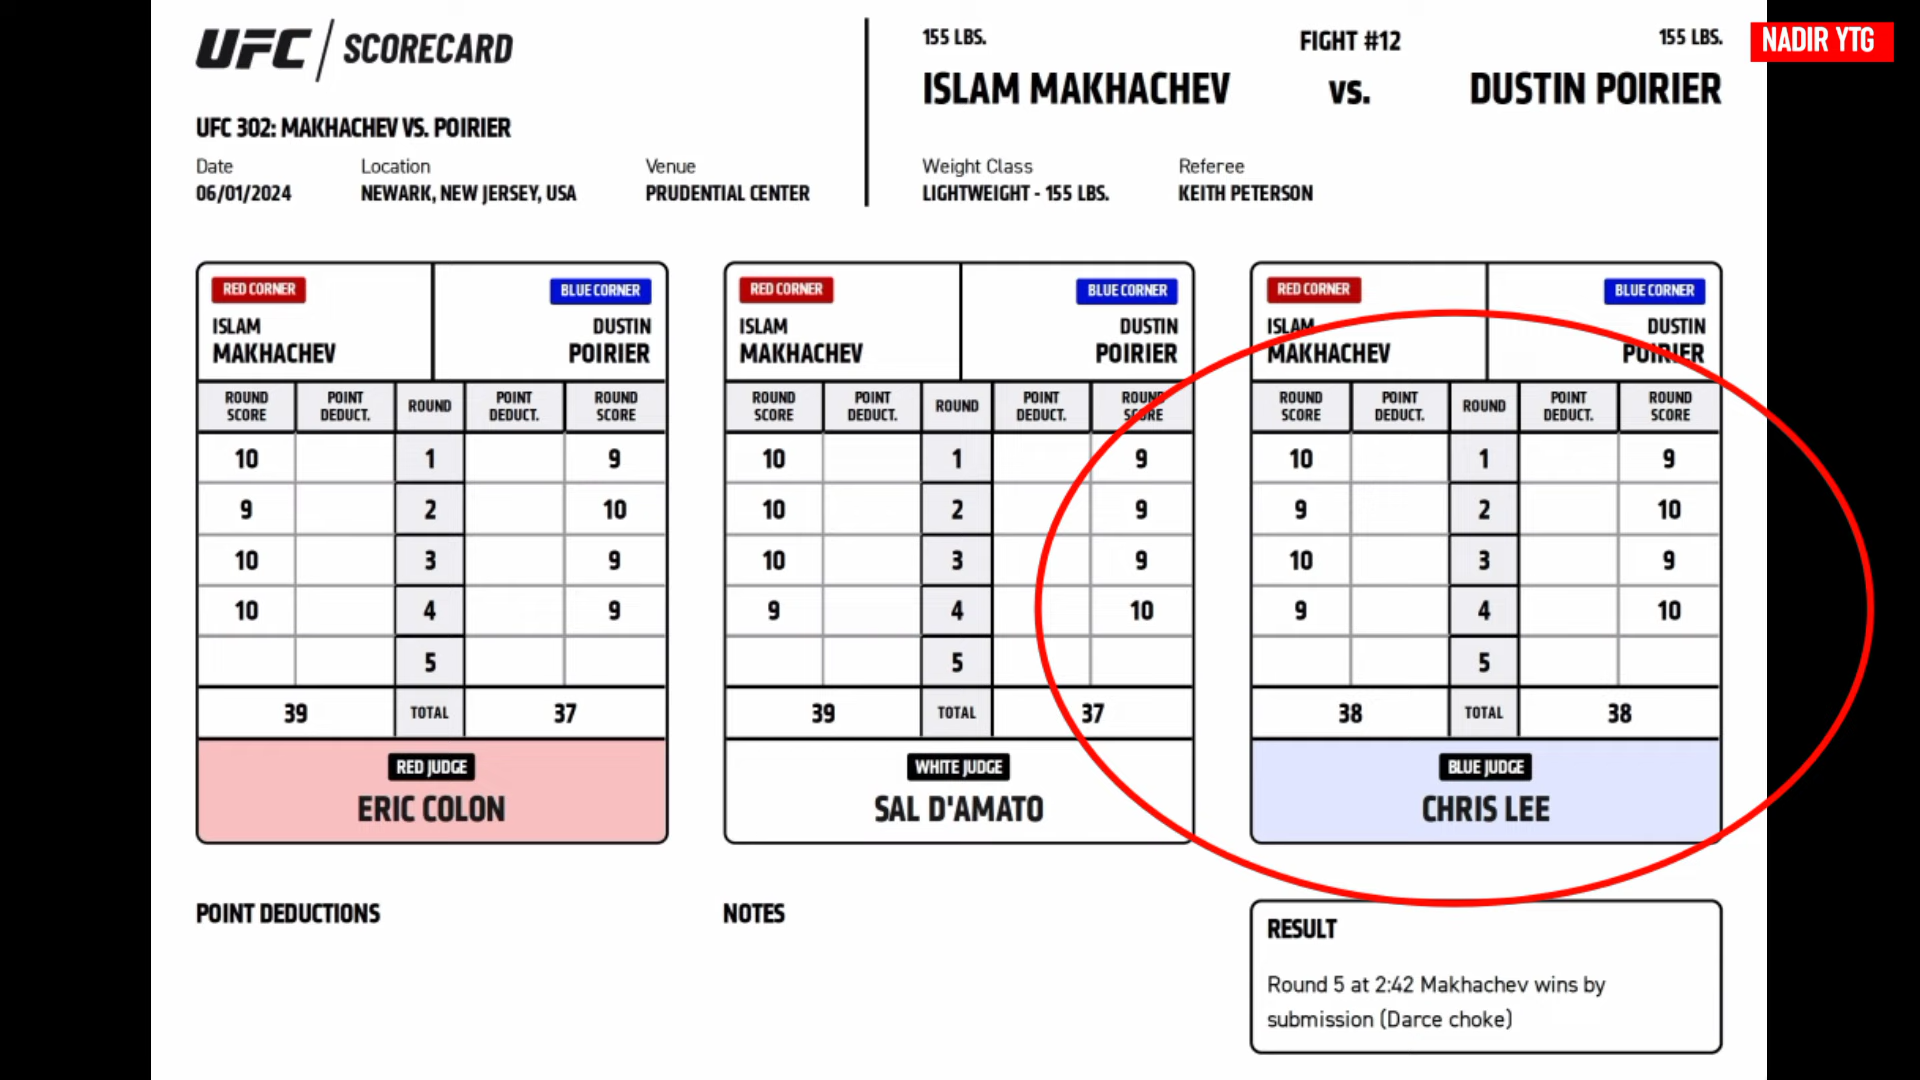 UFC / SCORECARD
UFC 302: MAKHACHEV VS. POIRIER
Date
06/01/2024
Location
NEWARK, NEW JERSEY, USA
Venue
PRUDENTIAL CENTER
155 LBS.
ISLAM MAKHACHEV
FIGHT #12
VS.
155 LBS.
DUSTIN POIRIER
NADIR YTG
Weight Class
LIGHTWEIGHT - 155 LBS.
Referee
KEITH PETERSON
RED CORNER
ISLAM
MAKHACHEV
BLUE CORNER
DUSTIN
POIRIER
ROUND SCORE POINT DEDUCT. ROUND POINT DEDUCT. ROUND SCORE
10 1 9
9 2 10
10 3 9
10 4 9
5
39 TOTAL 37
RED JUDGE
ERIC COLON
RED CORNER
ISLAM
MAKHACHEV
BLUE CORNER
DUSTIN
POIRIER
ROUND SCORE POINT DEDUCT. ROUND POINT DEDUCT. ROUND SCORE
10 1 9
10 2 9
10 3 9
9 4 10
5
39 TOTAL 37
WHITE JUDGE
SAL D'AMATO
RED CORNER
ISLAM
MAKHACHEV
BLUE CORNER
DUSTIN
POIRIER
ROUND SCORE POINT DEDUCT. ROUND POINT DEDUCT. ROUND SCORE
10 1 9
9 2 10
10 3 9
9 4 10
5
38 TOTAL 38
BLUE JUDGE
CHRIS LEE
POINT DEDUCTIONS
NOTES
RESULT
Round 5 at 2:42 Makhachev wins by
submission (Darce choke)